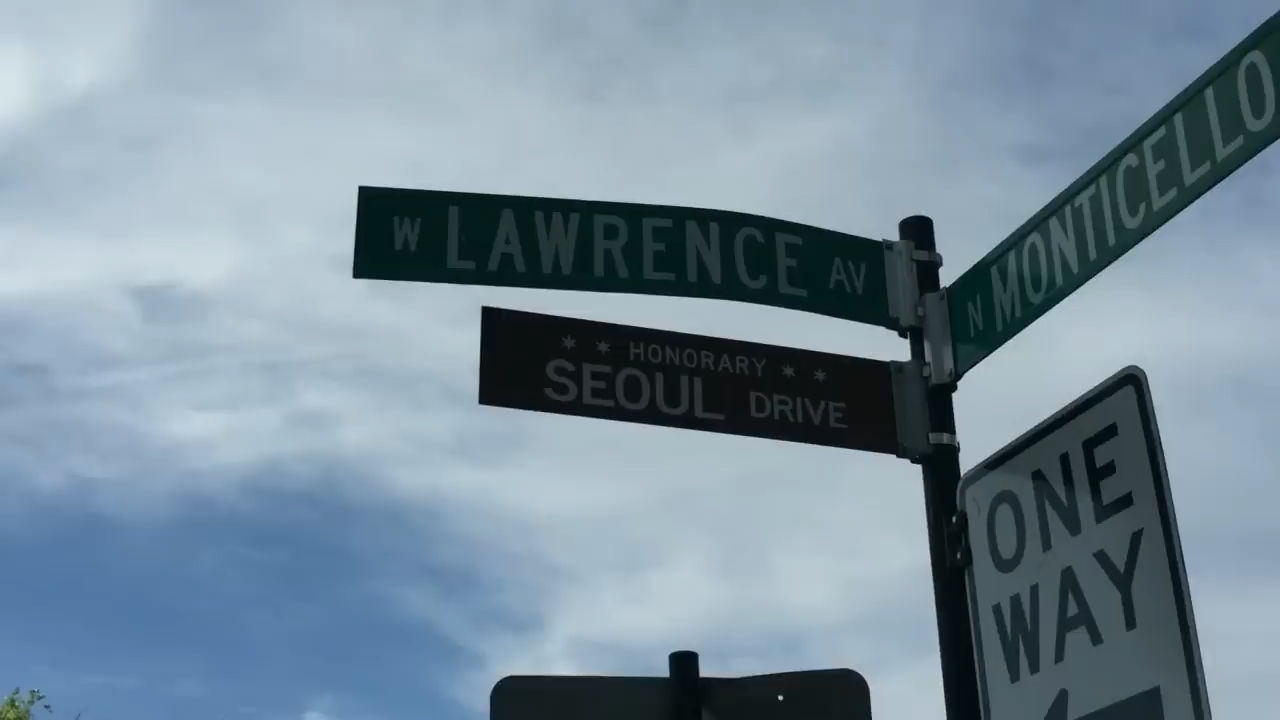 W LAWRENCE AV
N MONTICELLO
* * HONORARY * *
SEOUL DRIVE
ONE
WAY